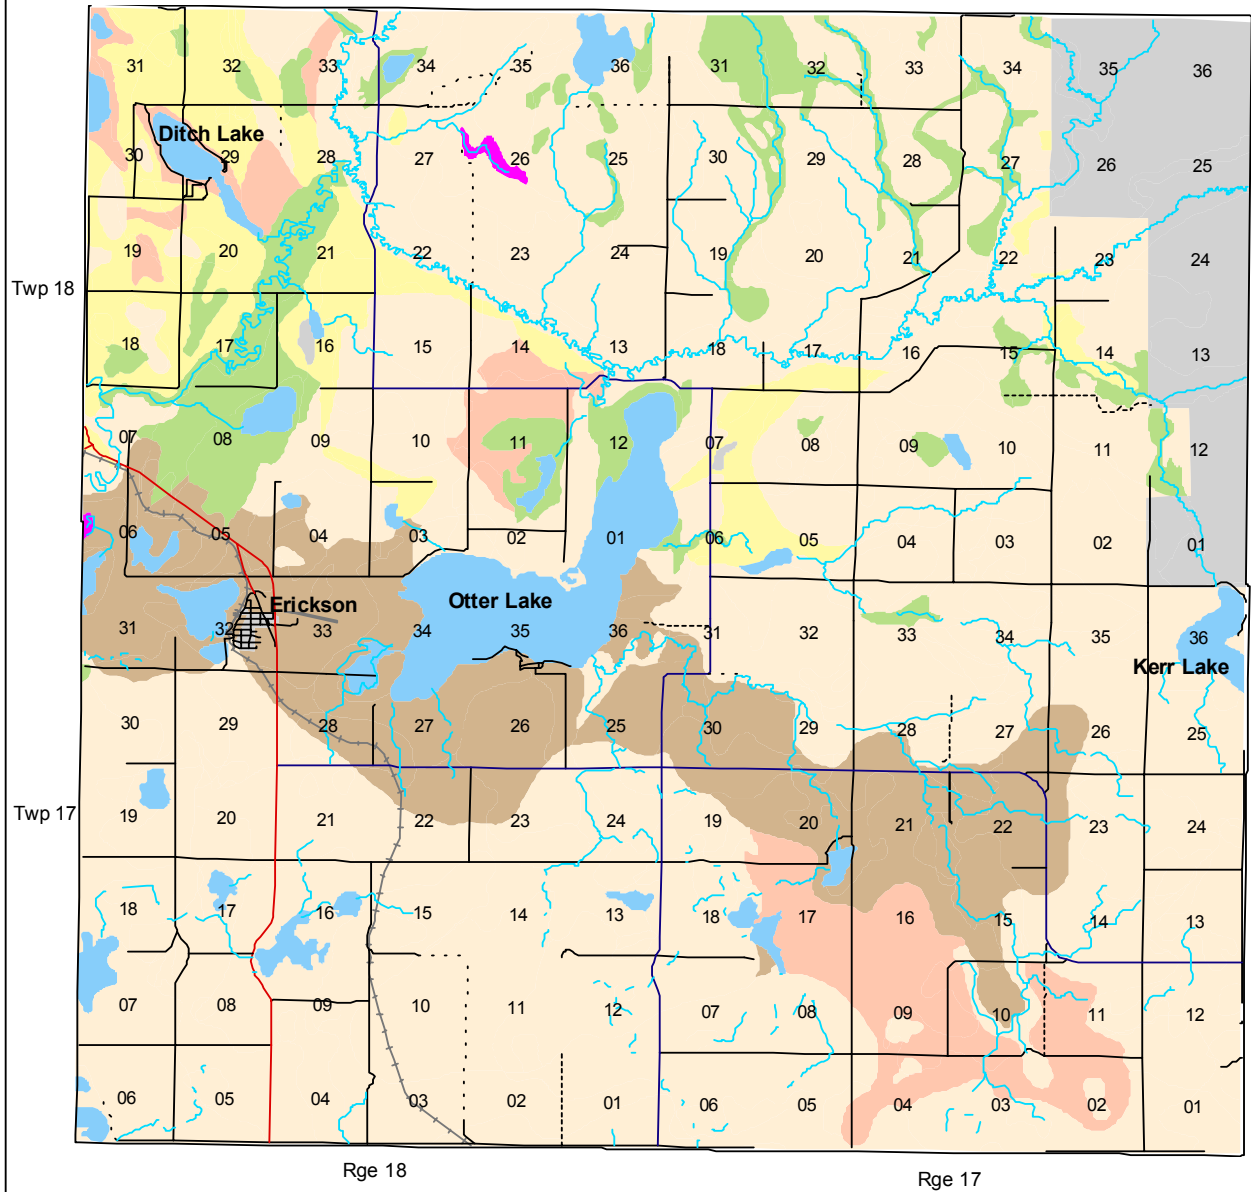 31 32 33 34 35 36 31 32 33 34 35 36
Ditch Lake
30 29 28 27 26 25 30 29 28 27 26 25
19 20 21 22 23 24 19 20 21 22 23 24
Twp 18
18 17 16 15 14 13 18 17 16 15 14 13
07 08 09 10 11 12 07 08 09 10 11 12
06 05 04 03 02 01 06 05 04 03 02 01
Erickson
Otter Lake
31 32 33 34 35 36 31 32 33 34 35 36
Kerr Lake
30 29 28 27 26 25 30 29 28 27 26 25
Twp 17
19 20 21 22 23 24 19 20 21 22 23 24
18 17 16 15 14 13 18 17 16 15 14 13
07 08 09 10 11 12 07 08 09 10 11 12
06 05 04 03 02 01 06 05 04 03 02 01
Rge 18
Rge 17